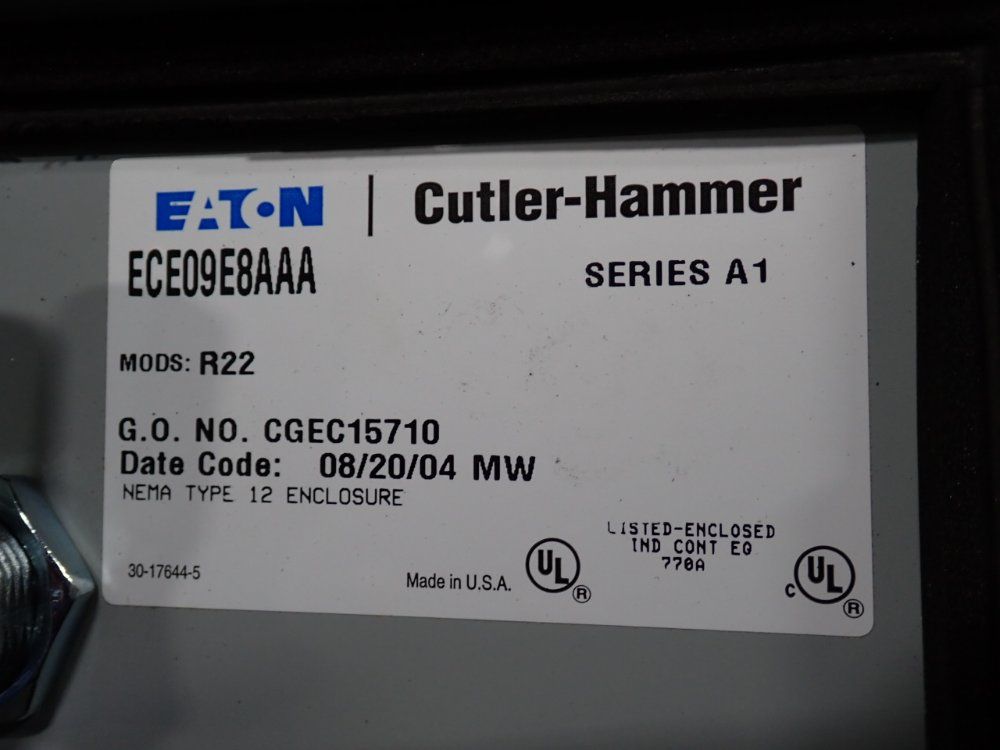 EATON | Cutler-Hammer
ECE09E8AAA
SERIES A1
MODS: R22
G.O. NO. CGEC15710
Date Code: 08/20/04 MW
NEMA TYPE 12 ENCLOSURE
LISTED-ENCLOSED
IND CONT EQ
770A
30-17644-5
Made in U.S.A.
UL ®
C UL ®